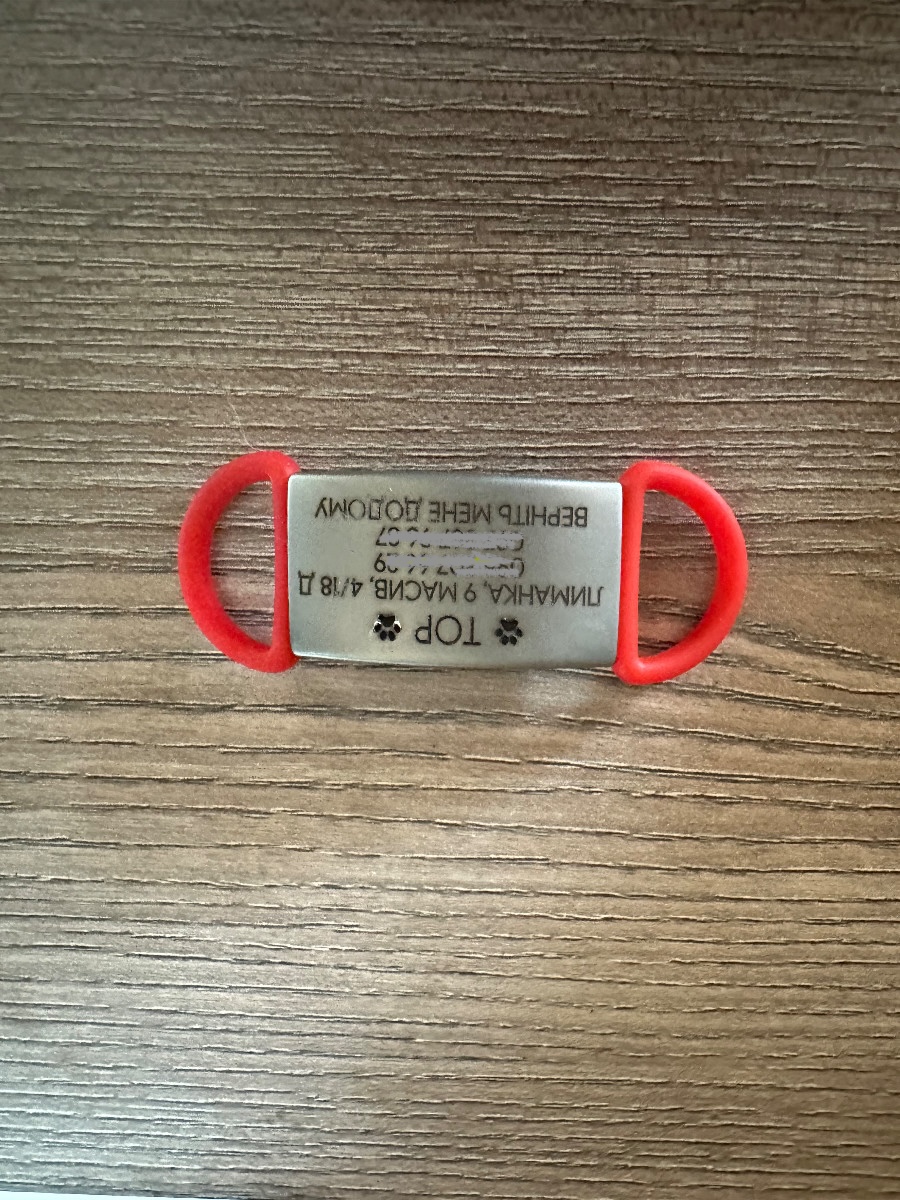 ТОР
ЛИМАНКА, 9 МАСИВ, 4/18 Д
ВЕРНІТЬ МЕНЕ ДОДОМУ